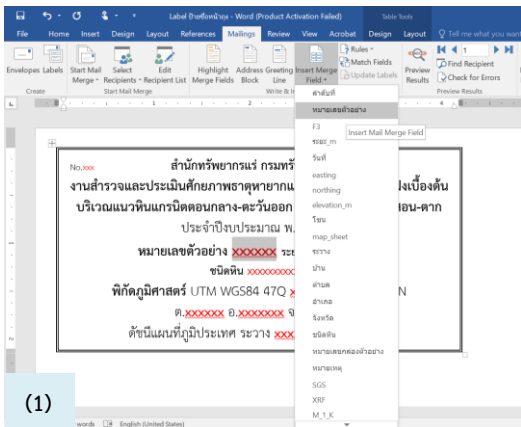 Label ป้ายชื่อหน้าถุง - Word (Product Activation Failed)
Table Tools
File Home Insert Design Layout References Mailings Review View Acrobat Design Layout Tell me what you want
Envelopes Labels
Start Mail Merge
Select Recipients
Edit Recipient List
Highlight Merge Fields
Address Block
Greeting Line
Insert Merge Field
Rules
Match Fields
Update Labels
Preview Results
1
Find Recipient
Check for Errors
Create
Start Mail Merge
Write &
Preview Results
ลำดับที่
หมายเลขตัวอย่าง
F3
Insert Mail Merge Field
ระยะ_m
วันที่
easting
northing
elevation_m
โซน
map_sheet
ระวาง
บ้าน
ตำบล
อำเภอ
จังหวัด
ชนิดหิน
หมายเลขกล่องตัวอย่าง
หมายเหตุ
SGS
XRF
M_1_K
No.xxx
สำนักทรัพยากรแร่ กรมทรั
งานสำรวจและประเมินศักยภาพธาตุหายาก
บริเวณแนวหินแกรนิตตอนกลาง-ตะวันออก
ประจำปีงบประมาณ พ.
หมายเลขตัวอย่าง xxxxxx
ชนิดหิน xxxxxxxxx
พิกัดภูมิศาสตร์ UTM WGS84 47Q
N
ต.xxxxxx อ.xxxxxxx จ
ดัชนีแผนที่ภูมิประเทศ ระวาง xxx
(1)
words English (United States)